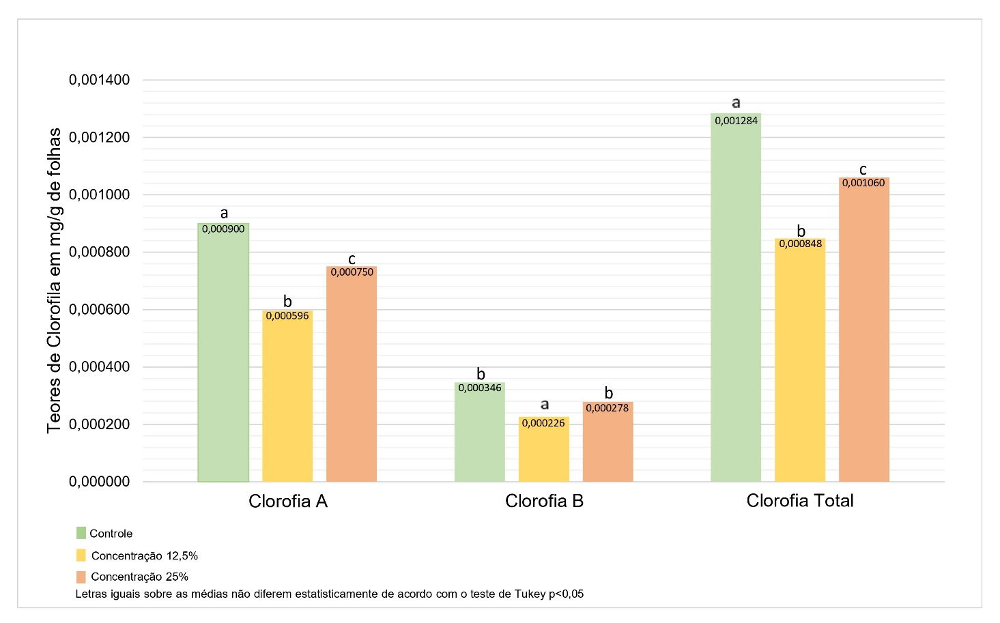 0,001400
0,001200
0,001000
0,000800
0,000600
0,000400
0,000200
0,000000
Teores de Clorofila em mg/g de folhas
a
0,000900
b
0,000596
c
0,000750
b
0,000346
a
0,000226
b
0,000278
a
0,001284
b
0,000848
c
0,001060
Clorofia A
Clorofia B
Clorofia Total
Controle
Concentração 12,5%
Concentração 25%
Letras iguais sobre as médias não diferem estatisticamente de acordo com o teste de Tukey p<0,05